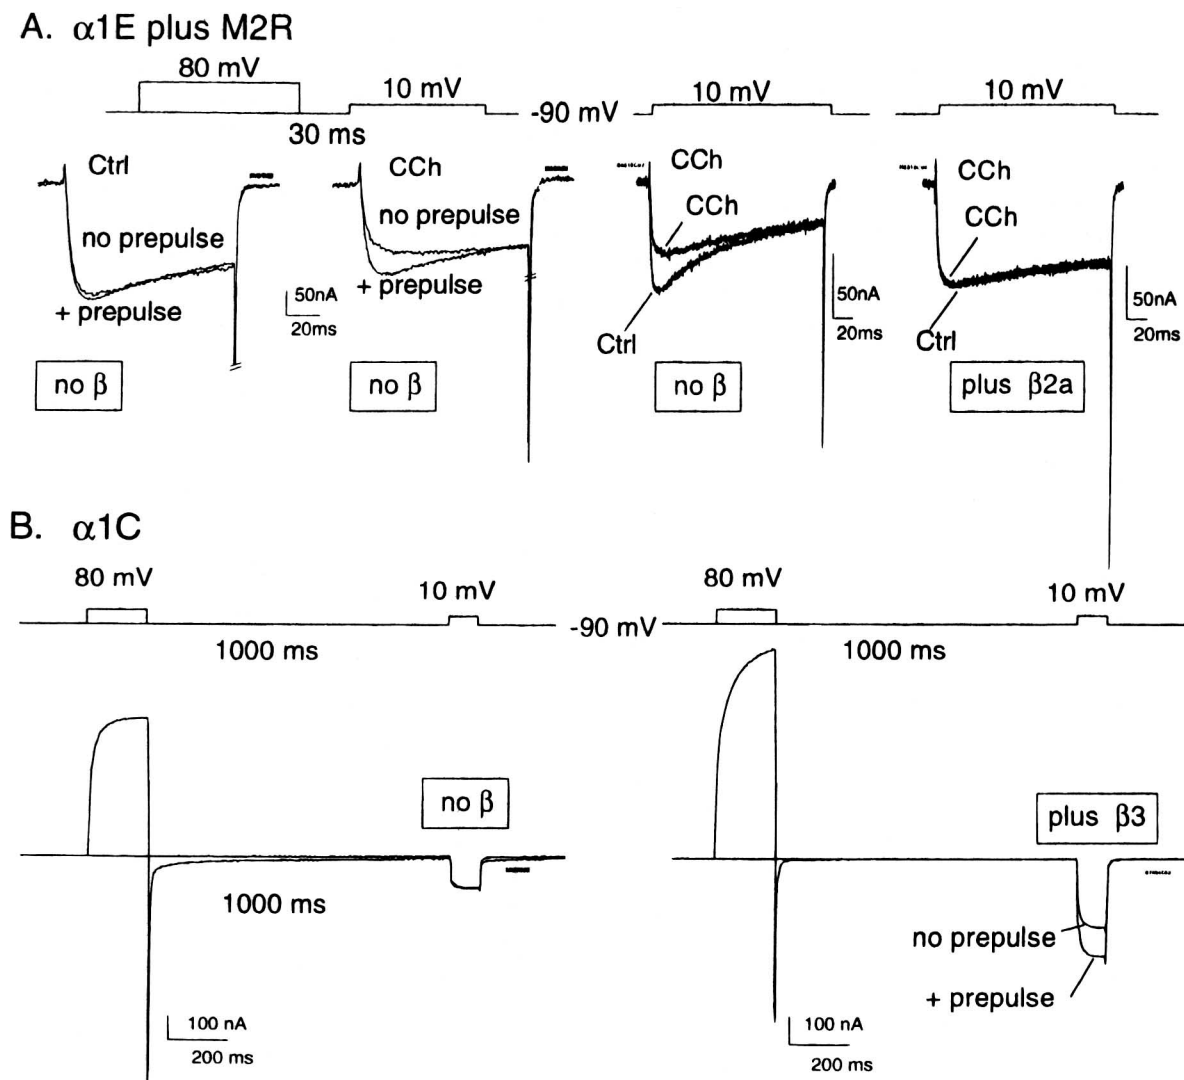 A. α1E plus M2R
80 mV
10 mV
-90 mV
10 mV
10 mV
30 ms
Ctrl
no prepulse
+ prepulse
50nA
20ms
no β
CCh
no prepulse
+ prepulse
no β
CCh
CCh
Ctrl
50nA
20ms
no β
CCh
CCh
Ctrl
50nA
20ms
plus β2a
B. α1C
80 mV
10 mV
1000 ms
-90 mV
80 mV
10 mV
1000 ms
no β
1000 ms
100 nA
200 ms
plus β3
no prepulse
+ prepulse
100 nA
200 ms